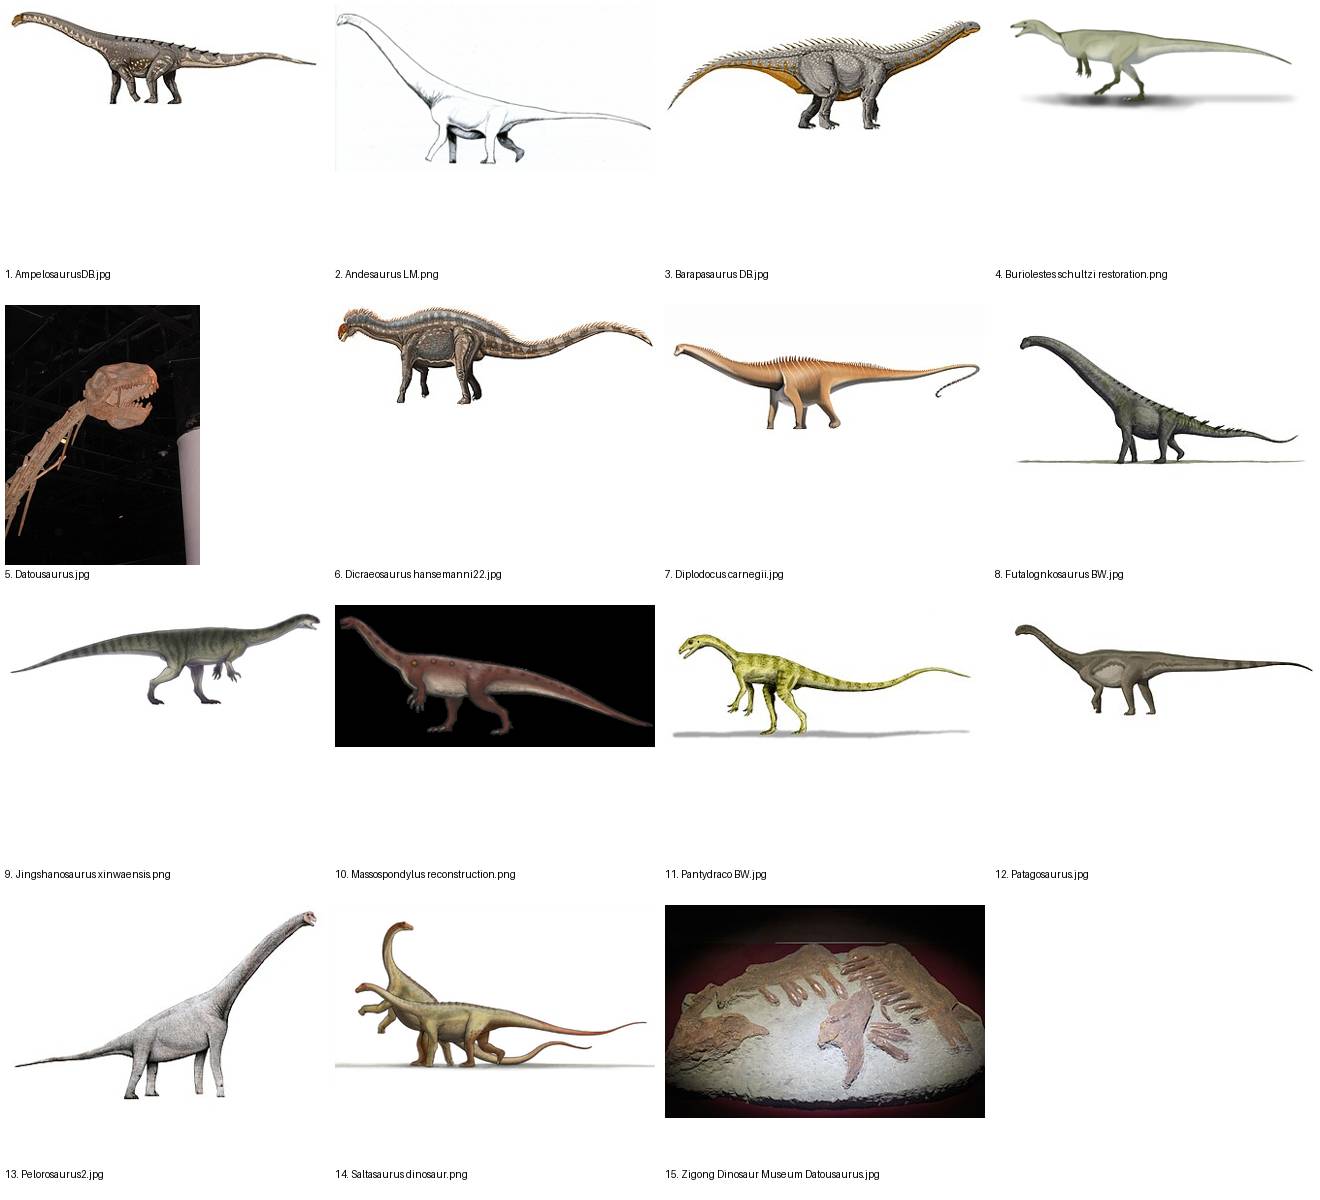 1. AmpelosaurusDB.jpg
2. Andesaurus LM.png
3. Barapasaurus DB.jpg
4. Buriolestes schultzi restoration.png
5. Datousaurus.jpg
6. Dicraeosaurus hansemanni22.jpg
7. Diplodocus carnegii.jpg
8. Futalognkosaurus BW.jpg
9. Jingshanosaurus xinwaensis.png
10. Massospondylus reconstruction.png
11. Pantydraco BW.jpg
12. Patagosaurus.jpg
13. Pelorosaurus2.jpg
14. Saltasaurus dinosaur.png
15. Zigong Dinosaur Museum Datousaurus.jpg